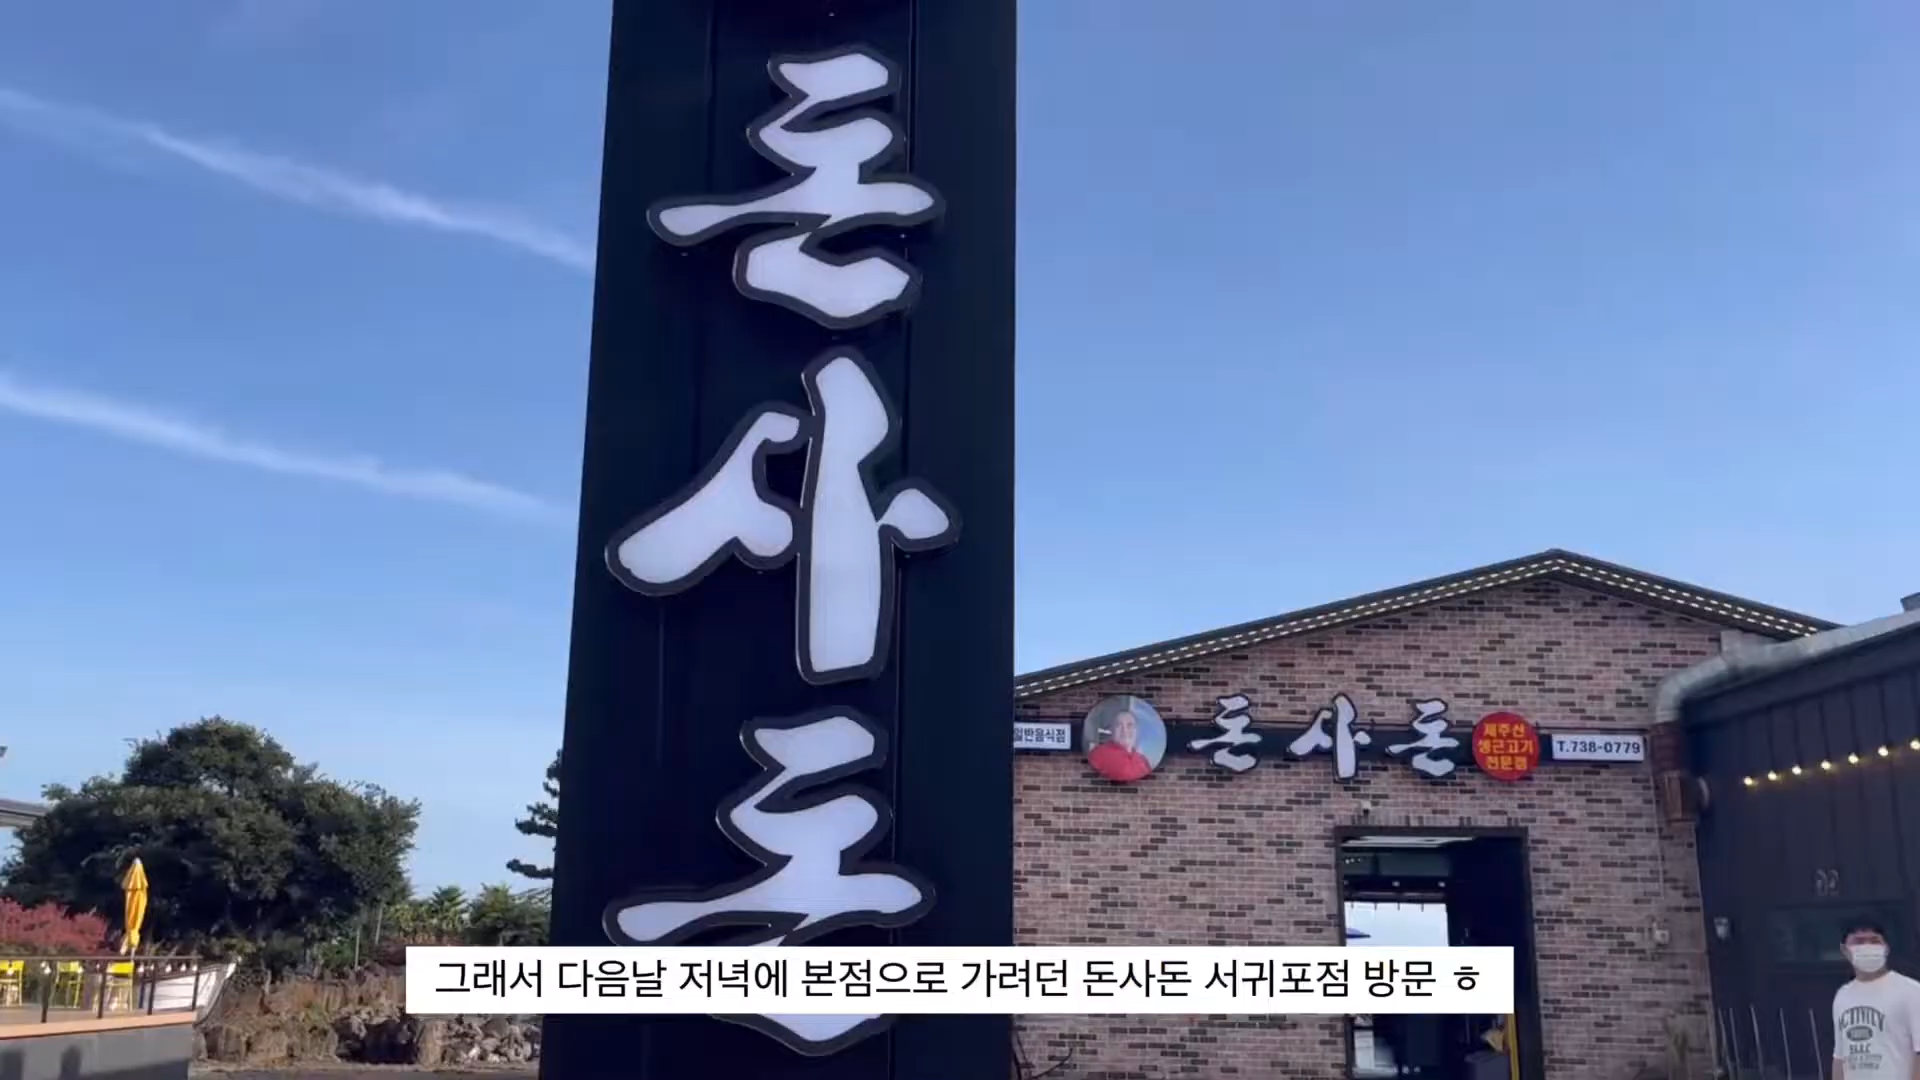 돈
사
돈
일반음식점
돈사돈
제주산
생근고기
전문점
T.738-0779
그래서 다음날 저녁에 본점으로 가려던 돈사돈 서귀포점 방문 ㅎ
ACTIVITY